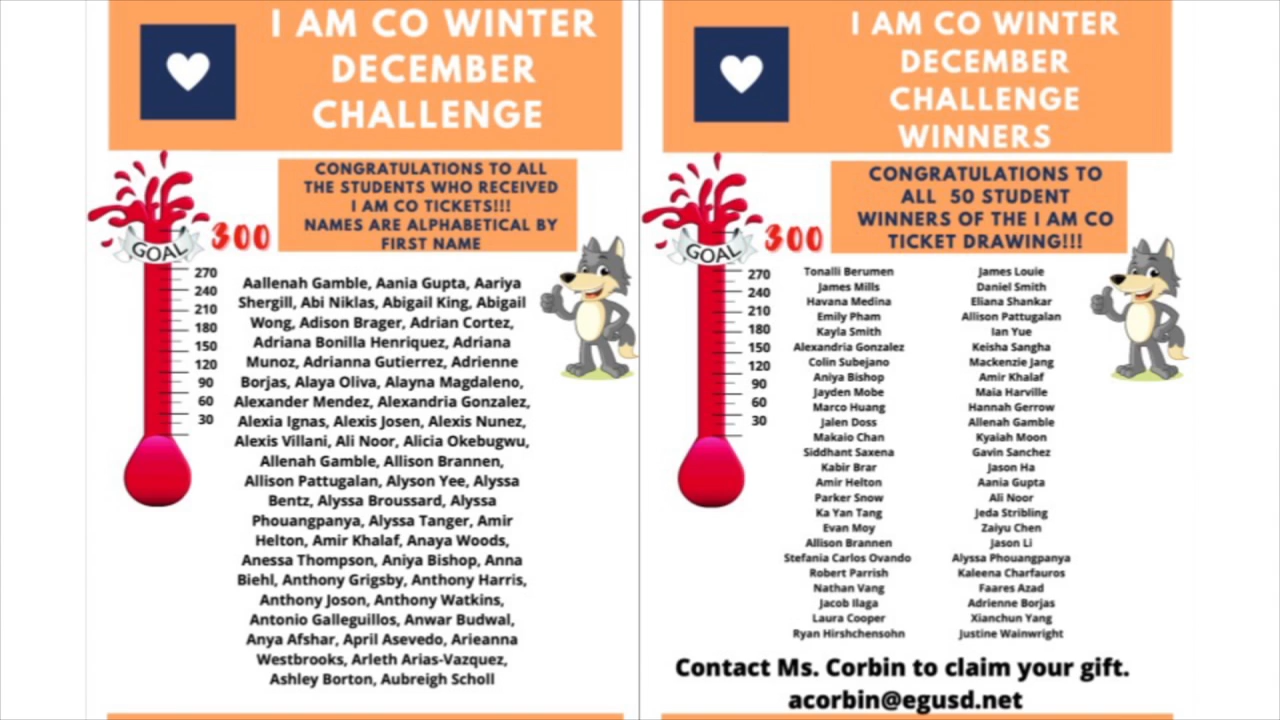 I AM CO WINTER
DECEMBER
CHALLENGE
CONGRATULATIONS TO ALL
THE STUDENTS WHO RECEIVED
I AM CO TICKETS!!!
NAMES ARE ALPHABETICAL BY
FIRST NAME
GOAL
300
270
240
210
180
150
120
90
60
30
Aallenah Gamble, Aania Gupta, Aariya
Shergill, Abi Niklas, Abigail King, Abigail
Wong, Adison Brager, Adrian Cortez,
Adriana Bonilla Henriquez, Adriana
Munoz, Adrianna Gutierrez, Adrienne
Borjas, Alaya Oliva, Alayna Magdaleno,
Alexander Mendez, Alexandria Gonzalez,
Alexia Ignas, Alexis Josen, Alexis Nunez,
Alexis Villani, Ali Noor, Alicia Okebugwu,
Allenah Gamble, Allison Brannen,
Allison Pattugalan, Alyson Yee, Alyssa
Bentz, Alyssa Broussard, Alyssa
Phouangpanya, Alyssa Tanger, Amir
Helton, Amir Khalaf, Anaya Woods,
Anessa Thompson, Aniya Bishop, Anna
Biehl, Anthony Grigsby, Anthony Harris,
Anthony Joson, Anthony Watkins,
Antonio Galleguillos, Anwar Budwal,
Anya Afshar, April Asevedo, Arieanna
Westbrooks, Arleth Arias-Vazquez,
Ashley Borton, Aubreigh Scholl
I AM CO WINTER
DECEMBER
CHALLENGE
WINNERS
CONGRATULATIONS TO
ALL 50 STUDENT
WINNERS OF THE I AM CO
TICKET DRAWING!!!
GOAL
300
270
240
210
180
150
120
90
60
30
Tonalli Berumen
James Mills
Havana Medina
Emily Pham
Kayla Smith
Alexandria Gonzalez
Colin Subejano
Aniya Bishop
Jayden Mobe
Marco Huang
Jalen Doss
Makaio Chan
Siddhant Saxena
Kabir Brar
Amir Helton
Parker Snow
Ka Yan Tang
Evan Moy
Allison Brannen
Stefania Carlos Ovando
Robert Parrish
Nathan Vang
Jacob Ilaga
Laura Cooper
Ryan Hirshchensohn
James Louie
Daniel Smith
Eliana Shankar
Allison Pattugalan
Ian Yue
Keisha Sangha
Mackenzie Jang
Amir Khalaf
Maia Harville
Hannah Gerrow
Allenah Gamble
Kyaiah Moon
Gavin Sanchez
Jason Ha
Aania Gupta
Ali Noor
Jeda Stribling
Zaiyu Chen
Jason Li
Alyssa Phouangpanya
Kaleena Charfauros
Faares Azad
Adrienne Borjas
Xianchun Yang
Justine Wainwright
Contact Ms. Corbin to claim your gift.
acorbin@egusd.net